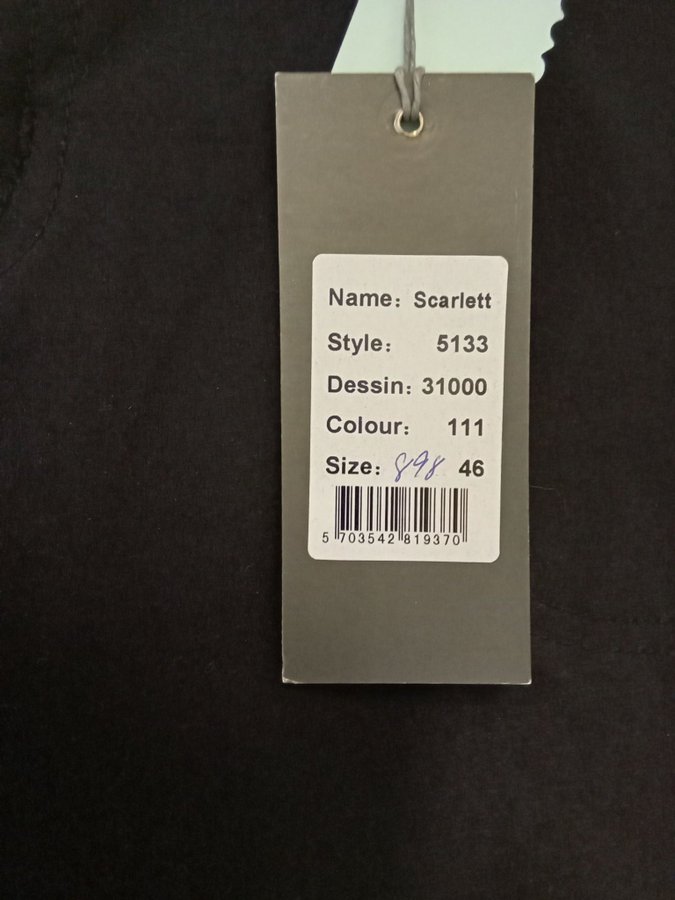 Name: Scarlett
Style: 5133
Dessin: 31000
Colour: 111
Size: 898 46
5 703542 819370